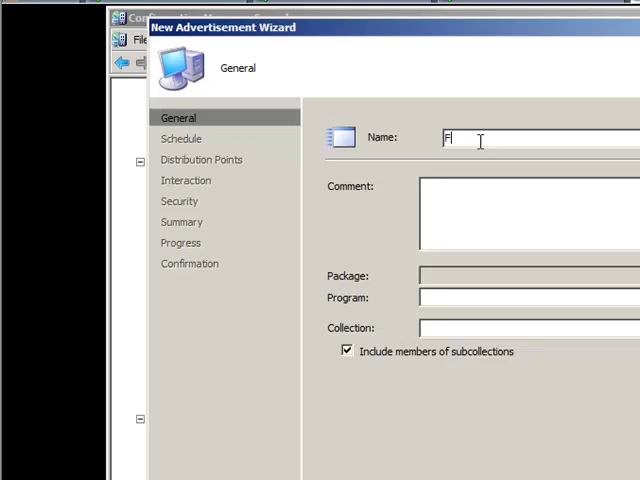 New Advertisement Wizard
File
General
General
Schedule
Distribution Points
Interaction
Security
Summary
Progress
Confirmation
Name:
F
Comment:
Package:
Program:
Collection:
Include members of subcollections